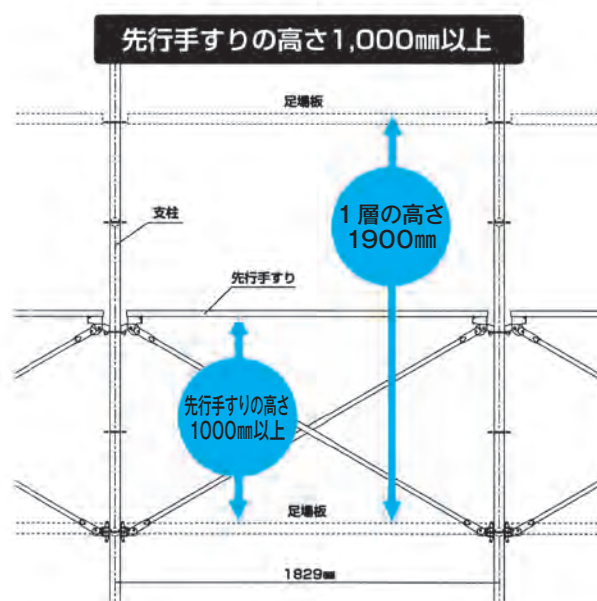 先行手すりの高さ1,000㎜以上
足場板
1層の高さ
1900㎜
支柱
先行手すり
先行手すりの高さ
1000㎜以上
足場板
1829㎜